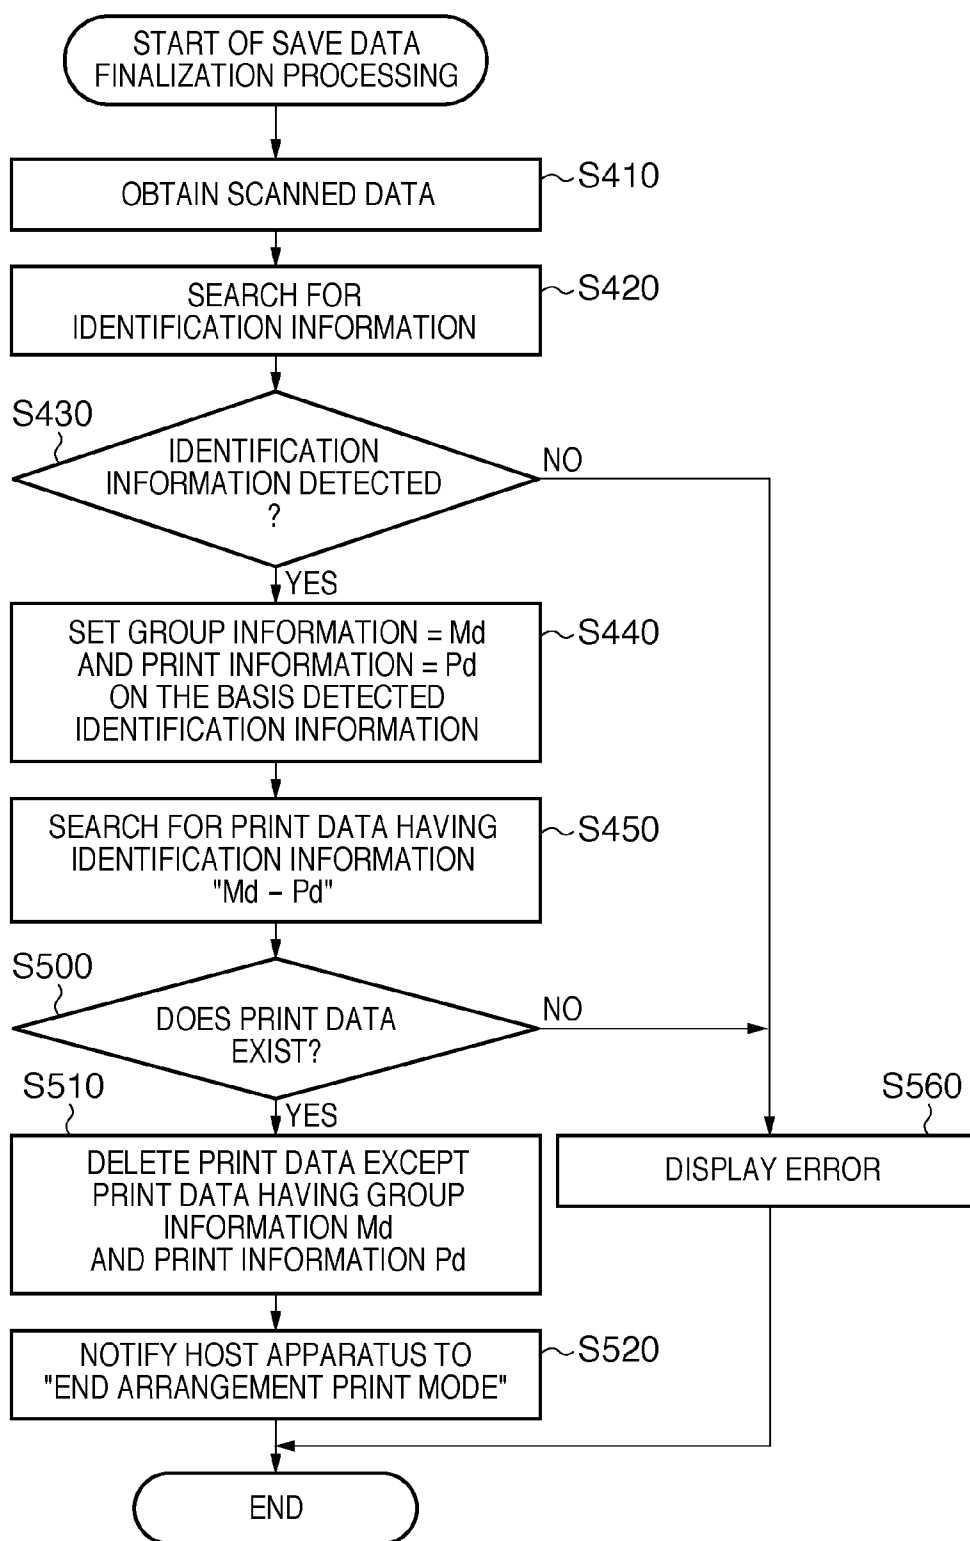 START OF SAVE DATA
FINALIZATION PROCESSING
OBTAIN SCANNED DATA
S410
SEARCH FOR
IDENTIFICATION INFORMATION
S420
S430
IDENTIFICATION
INFORMATION DETECTED
?
NO
YES
SET GROUP INFORMATION = Md
AND PRINT INFORMATION = Pd
ON THE BASIS DETECTED
IDENTIFICATION INFORMATION
S440
SEARCH FOR PRINT DATA HAVING
IDENTIFICATION INFORMATION
"Md – Pd"
S450
S500
DOES PRINT DATA
EXIST?
NO
YES
S510
DELETE PRINT DATA EXCEPT
PRINT DATA HAVING GROUP
INFORMATION Md
AND PRINT INFORMATION Pd
S560
DISPLAY ERROR
NOTIFY HOST APPARATUS TO
"END ARRANGEMENT PRINT MODE"
S520
END